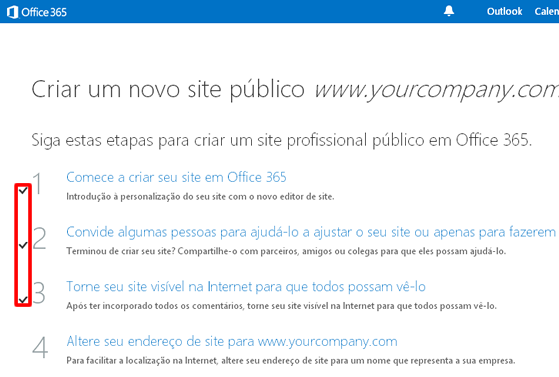 Office 365 Outlook Calen
Criar um novo site público www.yourcompany.com
Siga estas etapas para criar um site profissional público em Office 365.
1 Comece a criar seu site em Office 365
Introdução à personalização do seu site com o novo editor de site.
2 Convide algumas pessoas para ajudá-lo a ajustar o seu site ou apenas para fazerem
Terminou de criar seu site? Compartilhe-o com parceiros, amigos ou colegas para que eles possam ajudá-lo.
3 Torne seu site visível na Internet para que todos possam vê-lo
Após ter incorporado todos os comentários, torne seu site visível na Internet para que todos possam vê-lo.
4 Altere seu endereço de site para www.yourcompany.com
Para facilitar a localização na Internet, altere seu endereço de site para um nome que representa a sua empresa.